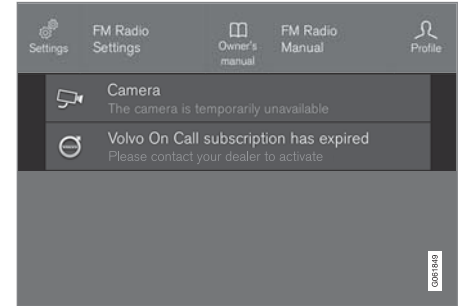 Settings
FM Radio
Settings
Owner's
manual
FM Radio
Manual
Profile
Camera
The camera is temporarily unavailable
Volvo On Call subscription has expired
Please contact your dealer to activate
G061849